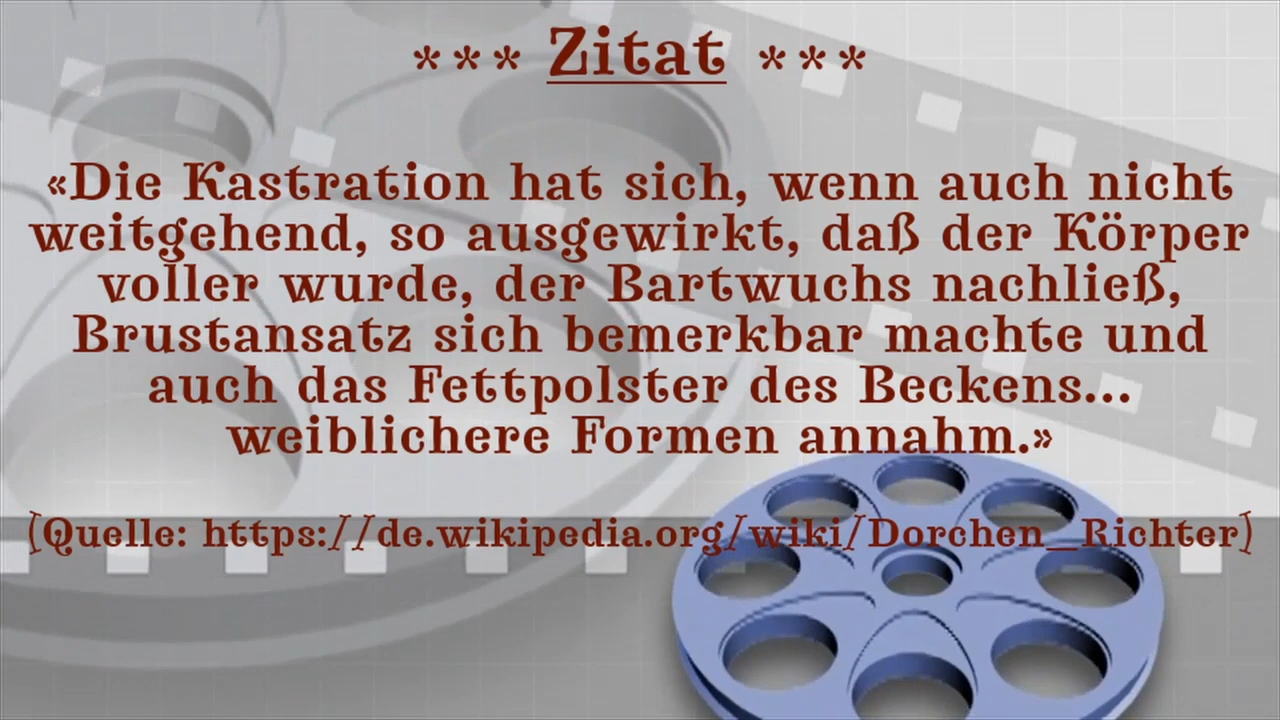 *** Zitat ***
«Die Kastration hat sich, wenn auch nicht
weitgehend, so ausgewirkt, daß der Körper
voller wurde, der Bartwuchs nachließ,
Brustansatz sich bemerkbar machte und
auch das Fettpolster des Beckens...
weiblichere Formen annahm.»
(Quelle: https://de.wikipedia.org/wiki/Dorchen_Richter)